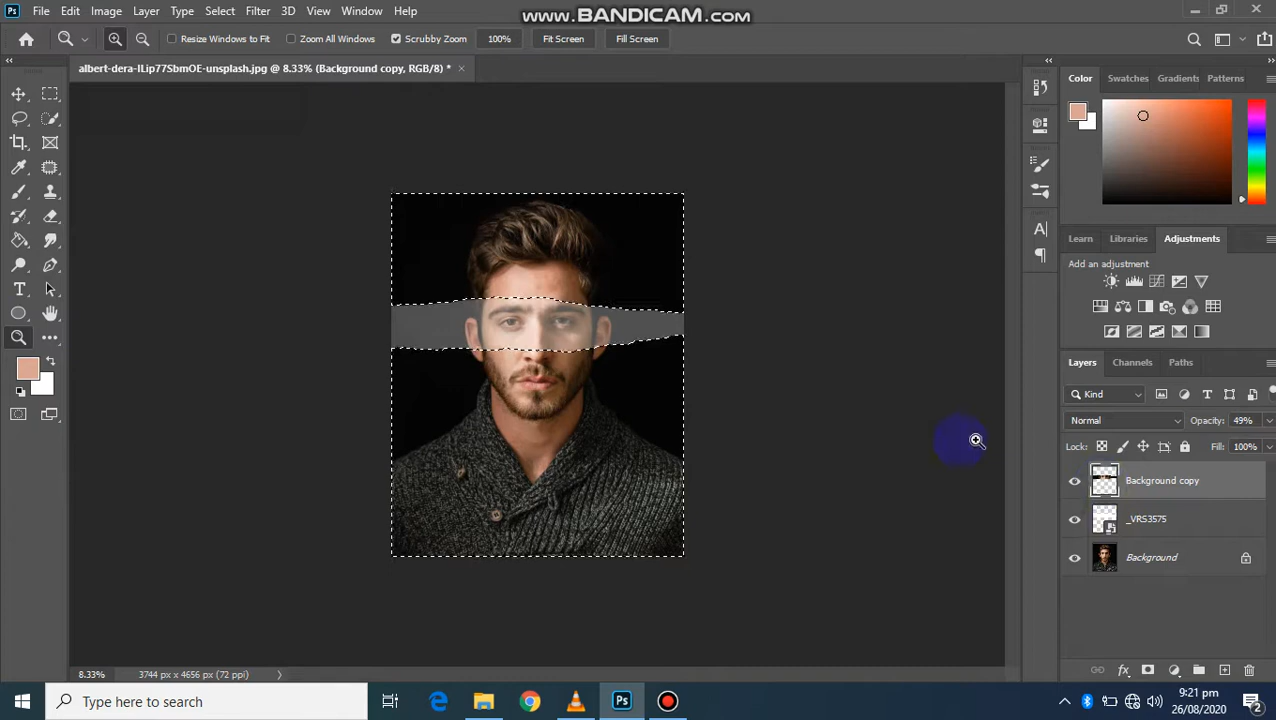 Ps File Edit Image Layer Type Select Filter 3D View Window Help
www.BANDICAM.com
Resize Windows to Fit Zoom All Windows Scrubby Zoom 100% Fit Screen Fill Screen
albert-dera-ILip77SbmOE-unsplash.jpg @ 8.33% (Background copy, RGB/8) *
Color Swatches Gradients Patterns
Learn Libraries Adjustments
Add an adjustment
Layers Channels Paths
Kind
Normal Opacity: 49%
Lock: Fill: 100%
Background copy
_VRS3575
Background
8.33% 3744 px x 4656 px (72 ppi)
Type here to search
Ps
9:21 pm
26/08/2020
2